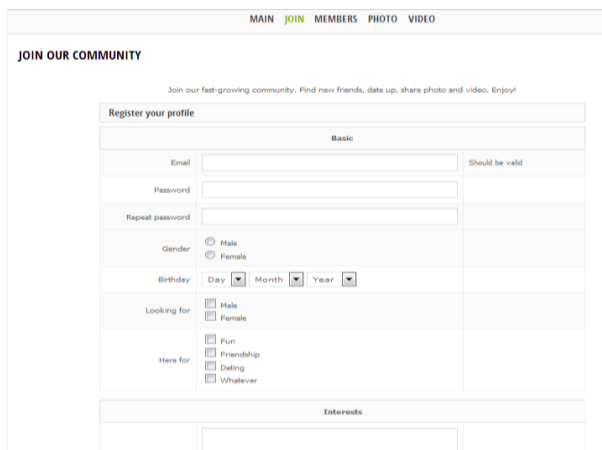 MAIN JOIN MEMBERS PHOTO VIDEO
JOIN OUR COMMUNITY
Join our fast-growing community. Find new friends, date up, share photo and video. Enjoy!
Register your profile
Basic
Email Should be valid
Password
Repeat password
Gender Male
Female
Birthday Day Month Year
Looking for Male
Female
Here for Fun
Friendship
Dating
Whatever
Interests